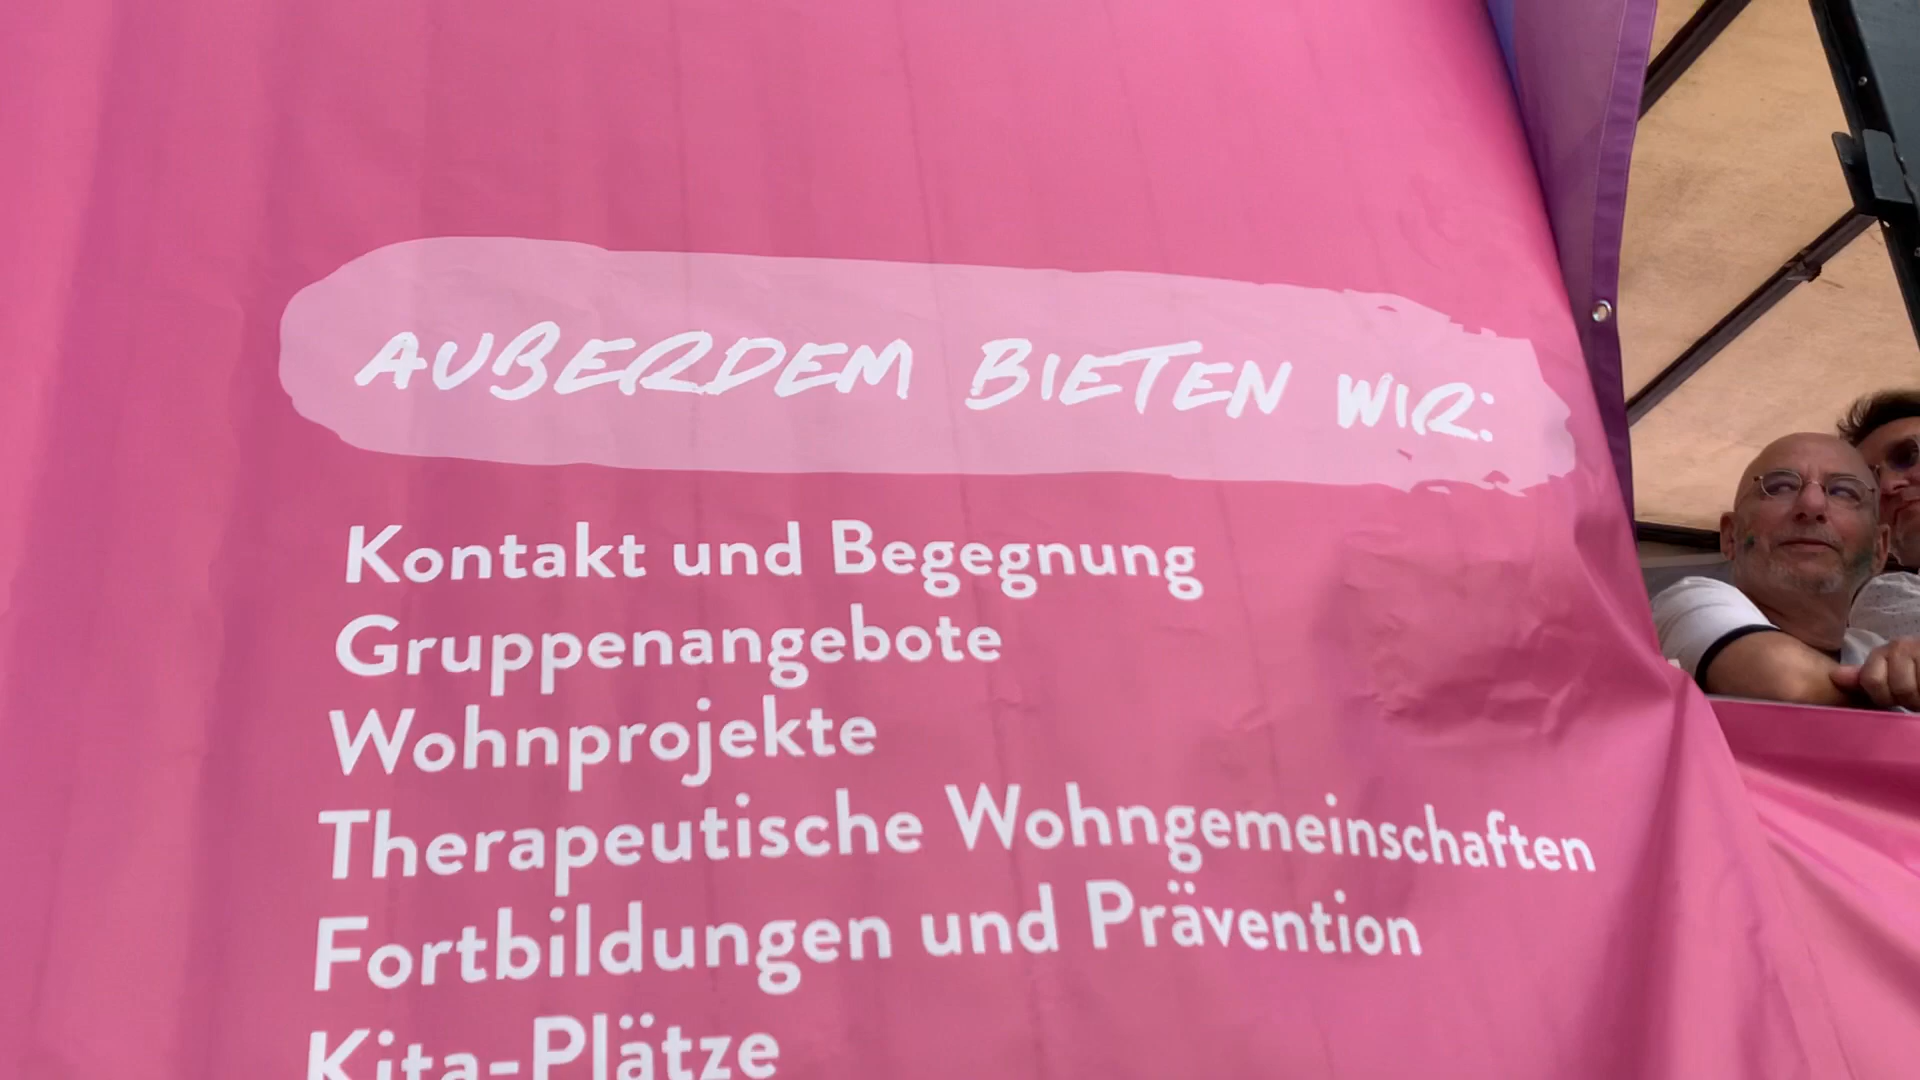 AUßERDEM BIETEN WIR:
Kontakt und Begegnung
Gruppenangebote
Wohnprojekte
Therapeutische Wohngemeinschaften
Fortbildungen und Prävention
Kita-Plätze